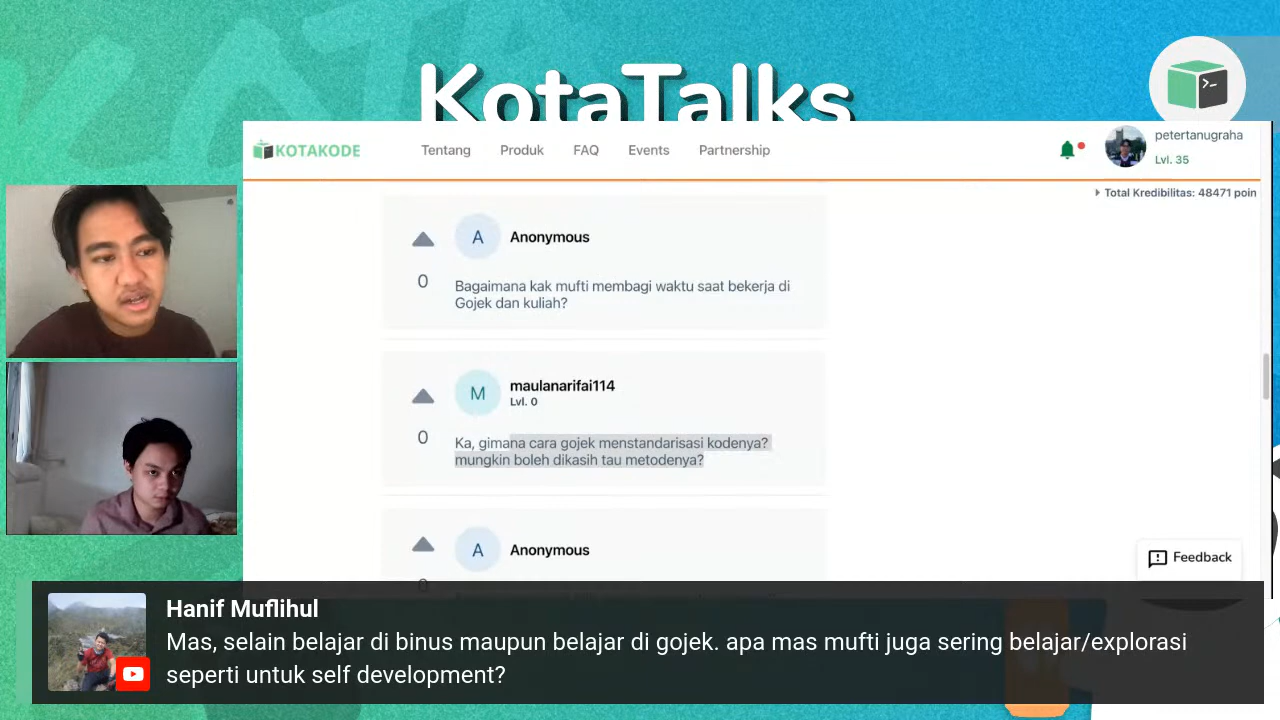 KotaTalks
KOTAKODE
Tentang
Produk
FAQ
Events
Partnership
petertanugraha
Lvl. 35
Total Kredibilitas: 48471 poin
Anonymous
A
0
Bagaimana kak mufti membagi waktu saat bekerja di
Gojek dan kuliah?
maulanarifai114
M
Lvl. 0
0
Ka, gimana cara gojek menstandarisasi kodenya?
mungkin boleh dikasih tau metodenya?
A
Anonymous
0
Feedback
Hanif Muflihul
Mas, selain belajar di binus maupun belajar di gojek. apa mas mufti juga sering belajar/explorasi
seperti untuk self development?